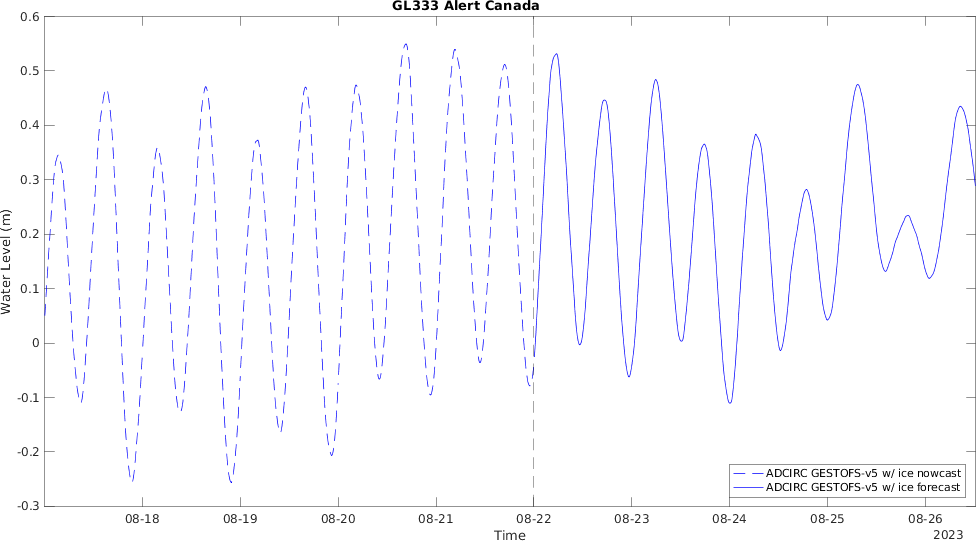 GL333 Alert Canada
0.6
0.5
0.4
0.3
0.2
0.1
0
-0.1
-0.2
-0.3
Water Level (m)
ADCIRC GESTOFS-v5 w/ ice nowcast
ADCIRC GESTOFS-v5 w/ ice forecast
08-18 08-19 08-20 08-21 08-22 08-23 08-24 08-25 08-26
Time
2023